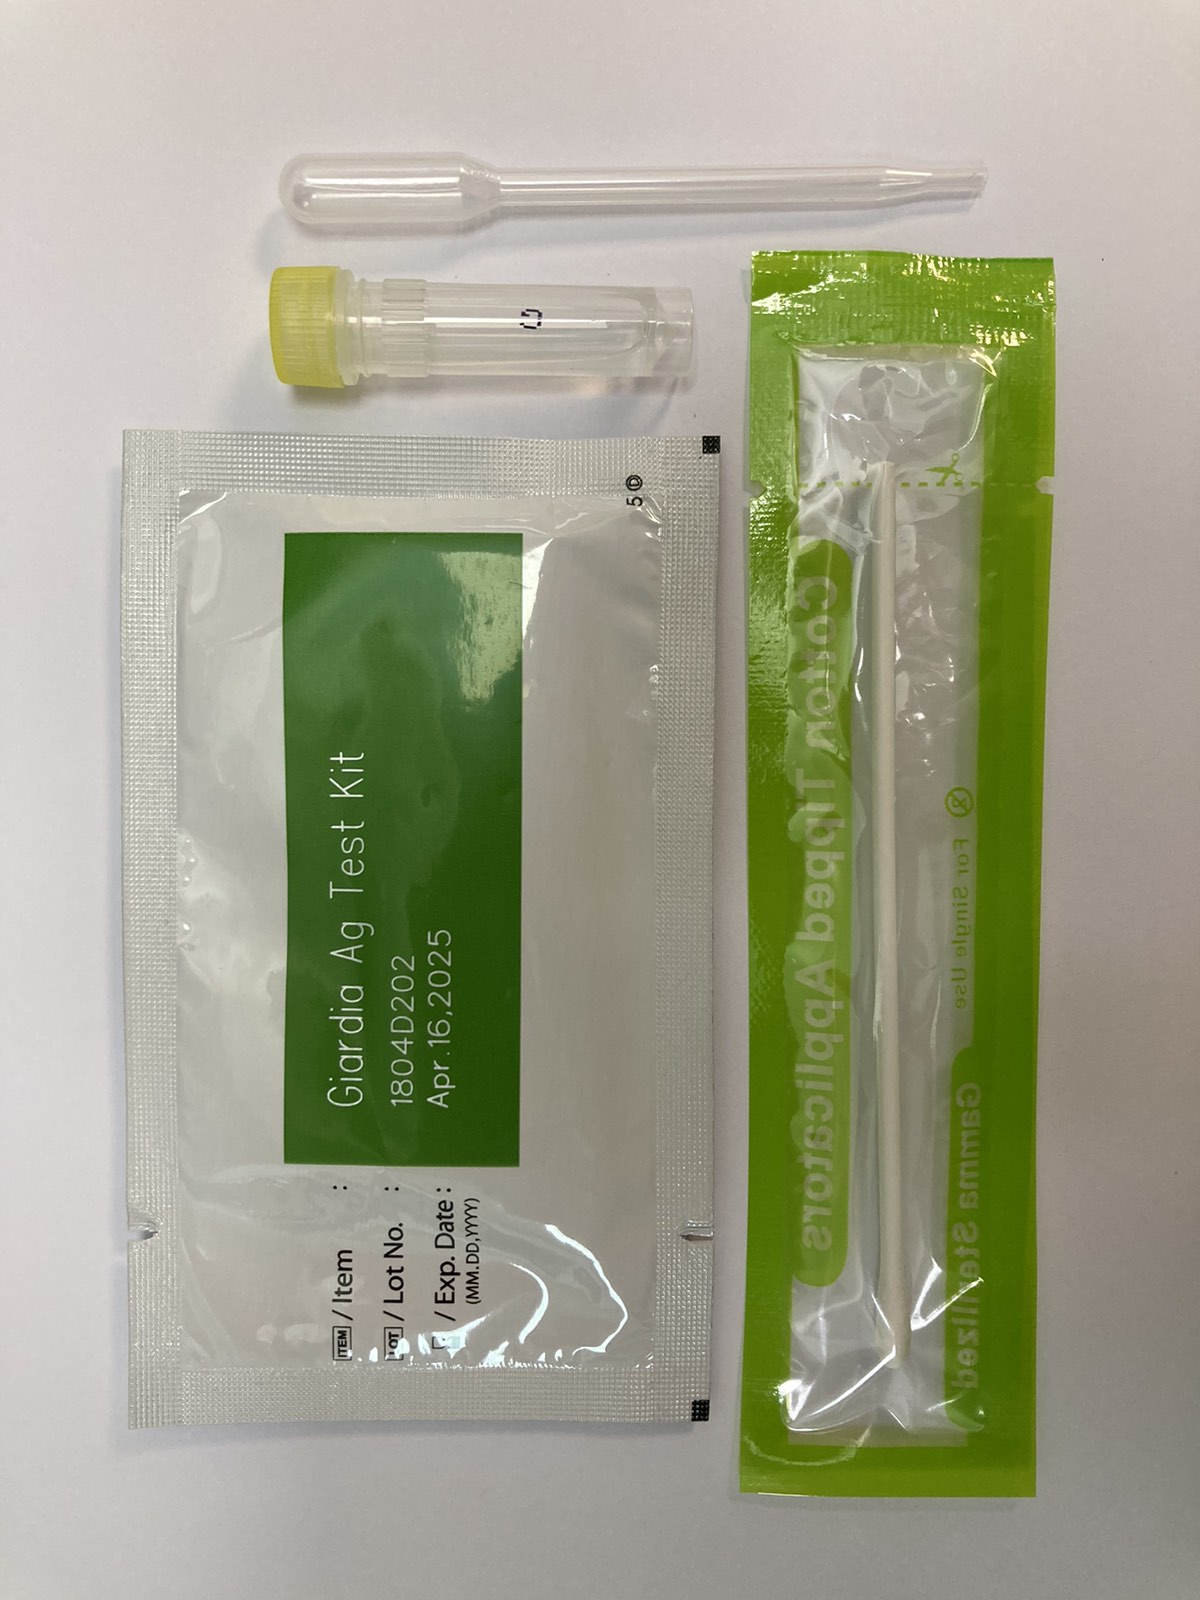 ITEM / Item : Giardia Ag Test Kit
LOT / Lot No. : 1804D202
/ Exp. Date : Apr.16,2025
(MM.DD,YYYY)
5 D
Cotton Tipped Applicators
Gamma Sterilized
2 For Single Use